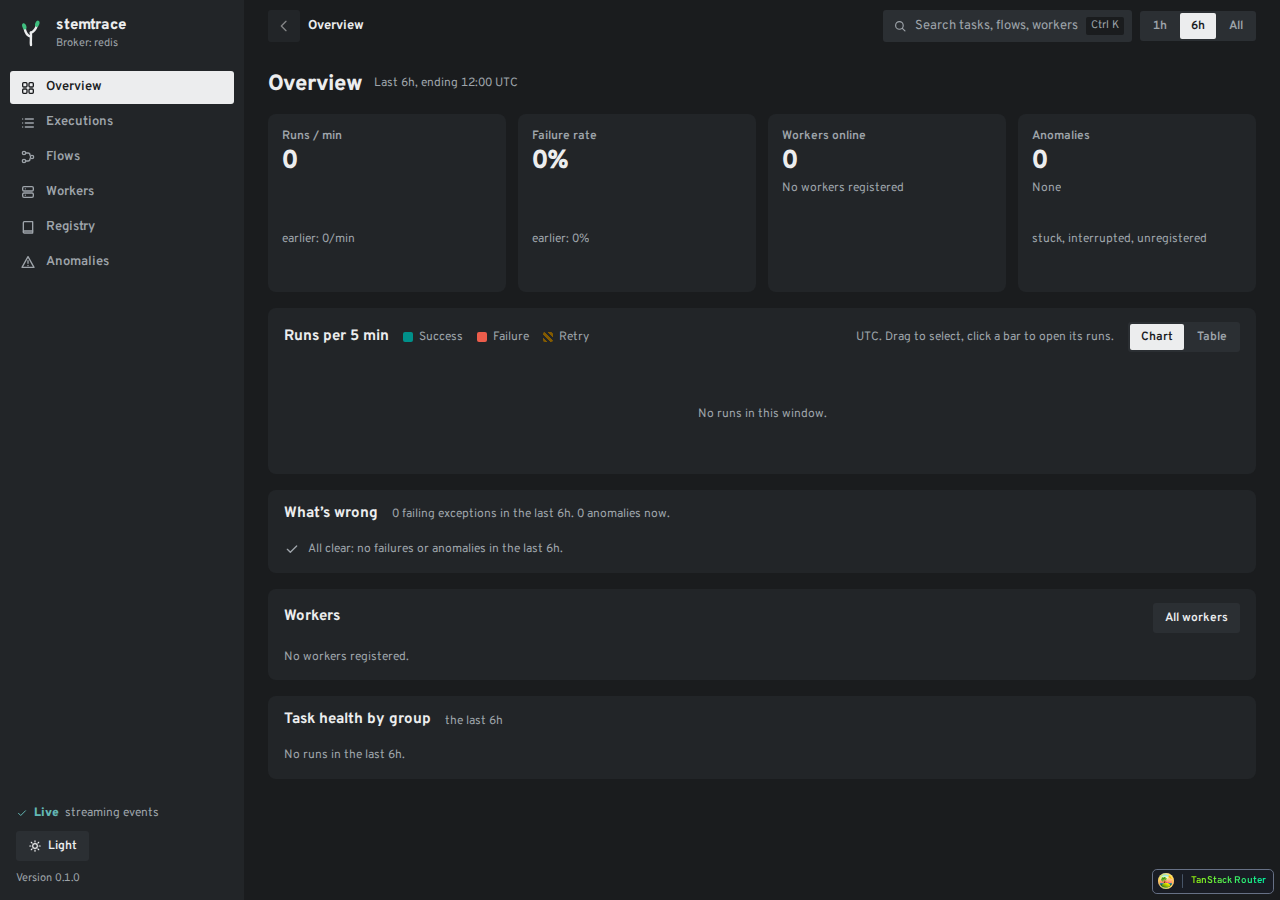 stemtrace
Broker: redis
Overview
Executions
Flows
Workers
Registry
Anomalies
Live streaming events
Light
Version 0.1.0
Overview
Search tasks, flows, workers Ctrl K
1h 6h All
Overview Last 6h, ending 12:00 UTC
Runs / min
0
earlier: 0/min
Failure rate
0%
earlier: 0%
Workers online
0
No workers registered
Anomalies
0
None
stuck, interrupted, unregistered
Runs per 5 min Success Failure Retry UTC. Drag to select, click a bar to open its runs. Chart Table
No runs in this window.
What’s wrong 0 failing exceptions in the last 6h. 0 anomalies now.
All clear: no failures or anomalies in the last 6h.
Workers All workers
No workers registered.
Task health by group the last 6h
No runs in the last 6h.
TanStack Router